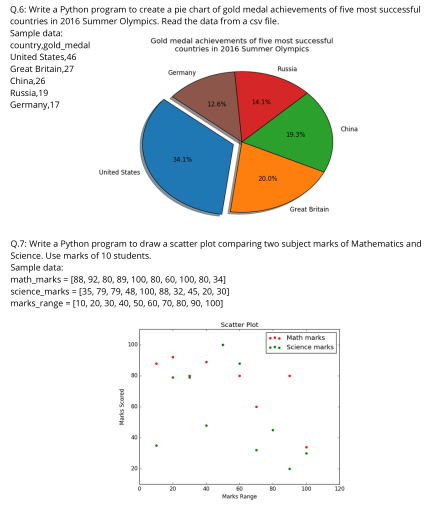 Q.6: Write a Python program to create a pie chart of gold medal achievements of five most successful
countries in 2016 Summer Olympics. Read the data from a csv file.
Sample data:
country,gold_medal
United States,46
Great Britain,27
China,26
Russia,19
Germany,17
Gold medal achievements of five most successful
countries in 2016 Summer Olympics
Germany
Russia
12.6%
14.1%
China
19.3%
34.1%
United States
20.0%
Great Britain
Q.7: Write a Python program to draw a scatter plot comparing two subject marks of Mathematics and
Science. Use marks of 10 students.
Sample data:
math_marks = [88, 92, 80, 89, 100, 80, 60, 100, 80, 34]
science_marks = [35, 79, 79, 48, 100, 88, 32, 45, 20, 30]
marks_range = [10, 20, 30, 40, 50, 60, 70, 80, 90, 100]
Scatter Plot
Math marks
Science marks
100
80
60
40
20
Marks Scored
0 20 40 60 80 100 120
Marks Range